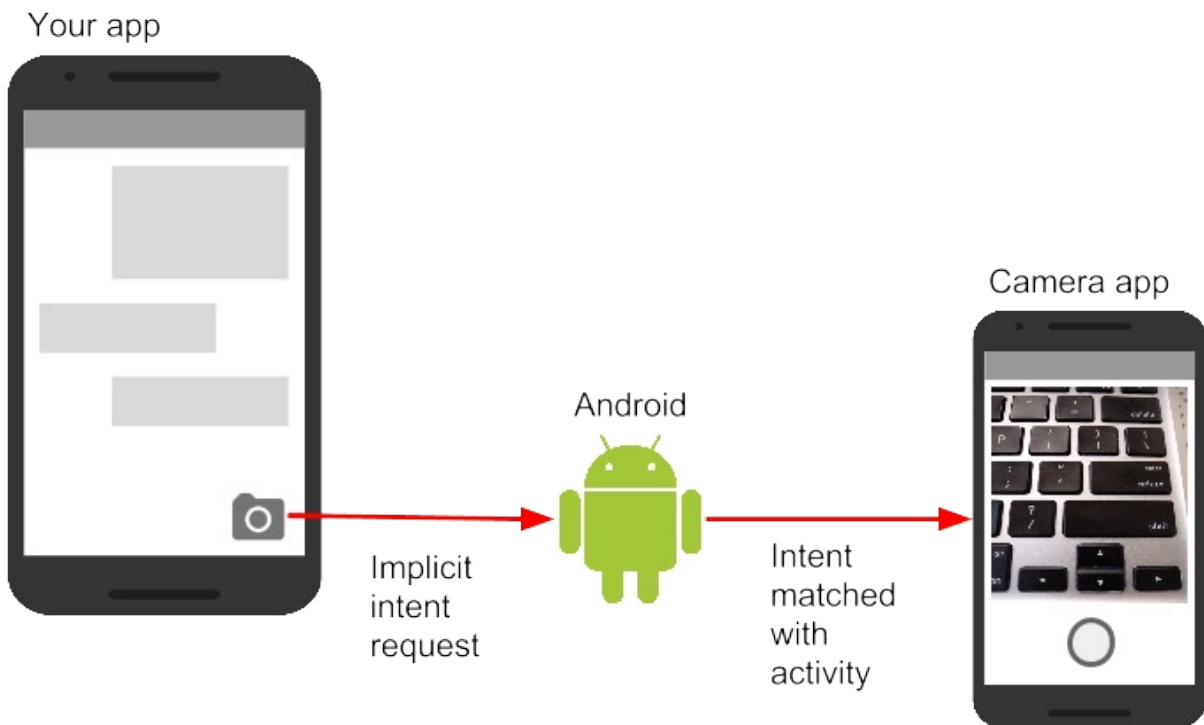 Your app
Camera app
Android
Implicit
intent
request
Intent
matched
with
activity